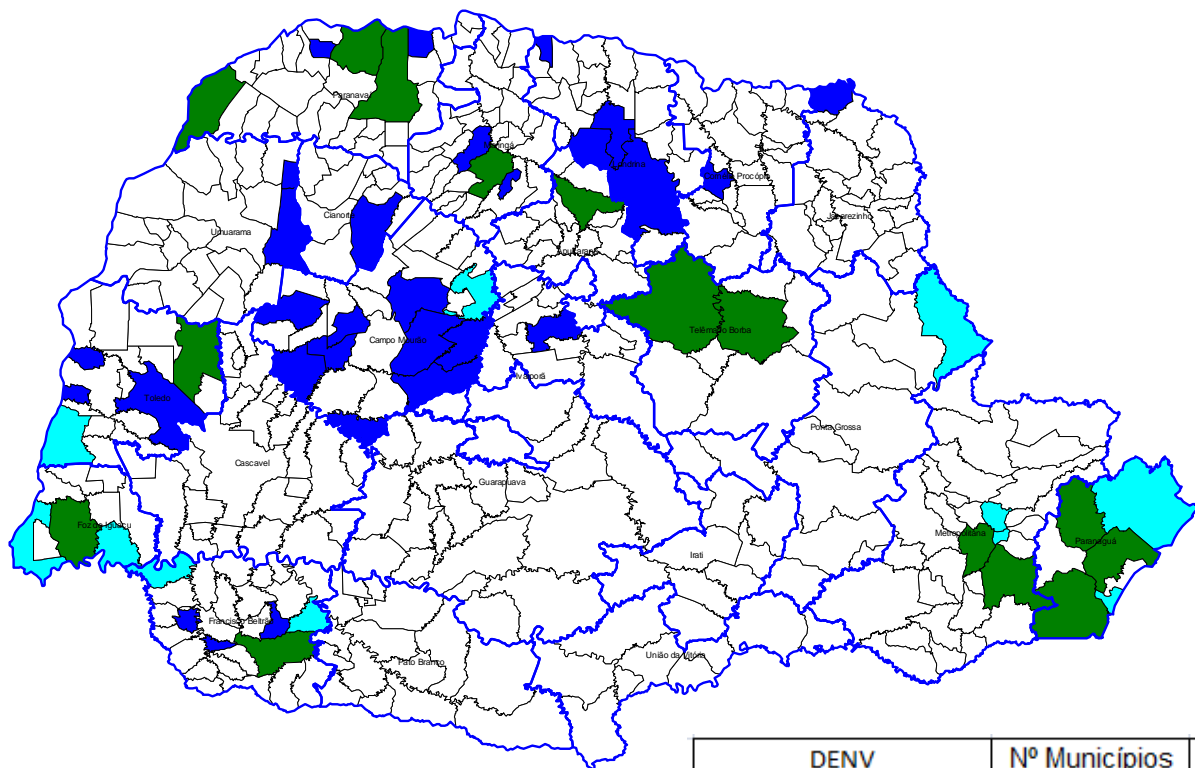 Paranavaí
Maringá
Londrina
Cornélio Procópio
Jacarezinho
Umuarama
Cianorte
Apucarana
Campo Mourão
Telêmaco Borba
Ivaiporã
Toledo
Ponta Grossa
Cascavel
Guarapuava
Foz do Iguaçu
Metropolitana
Paranaguá
Irati
Francisco Beltrão
União da Vitória
Pato Branco
DENV
Nº Municípios